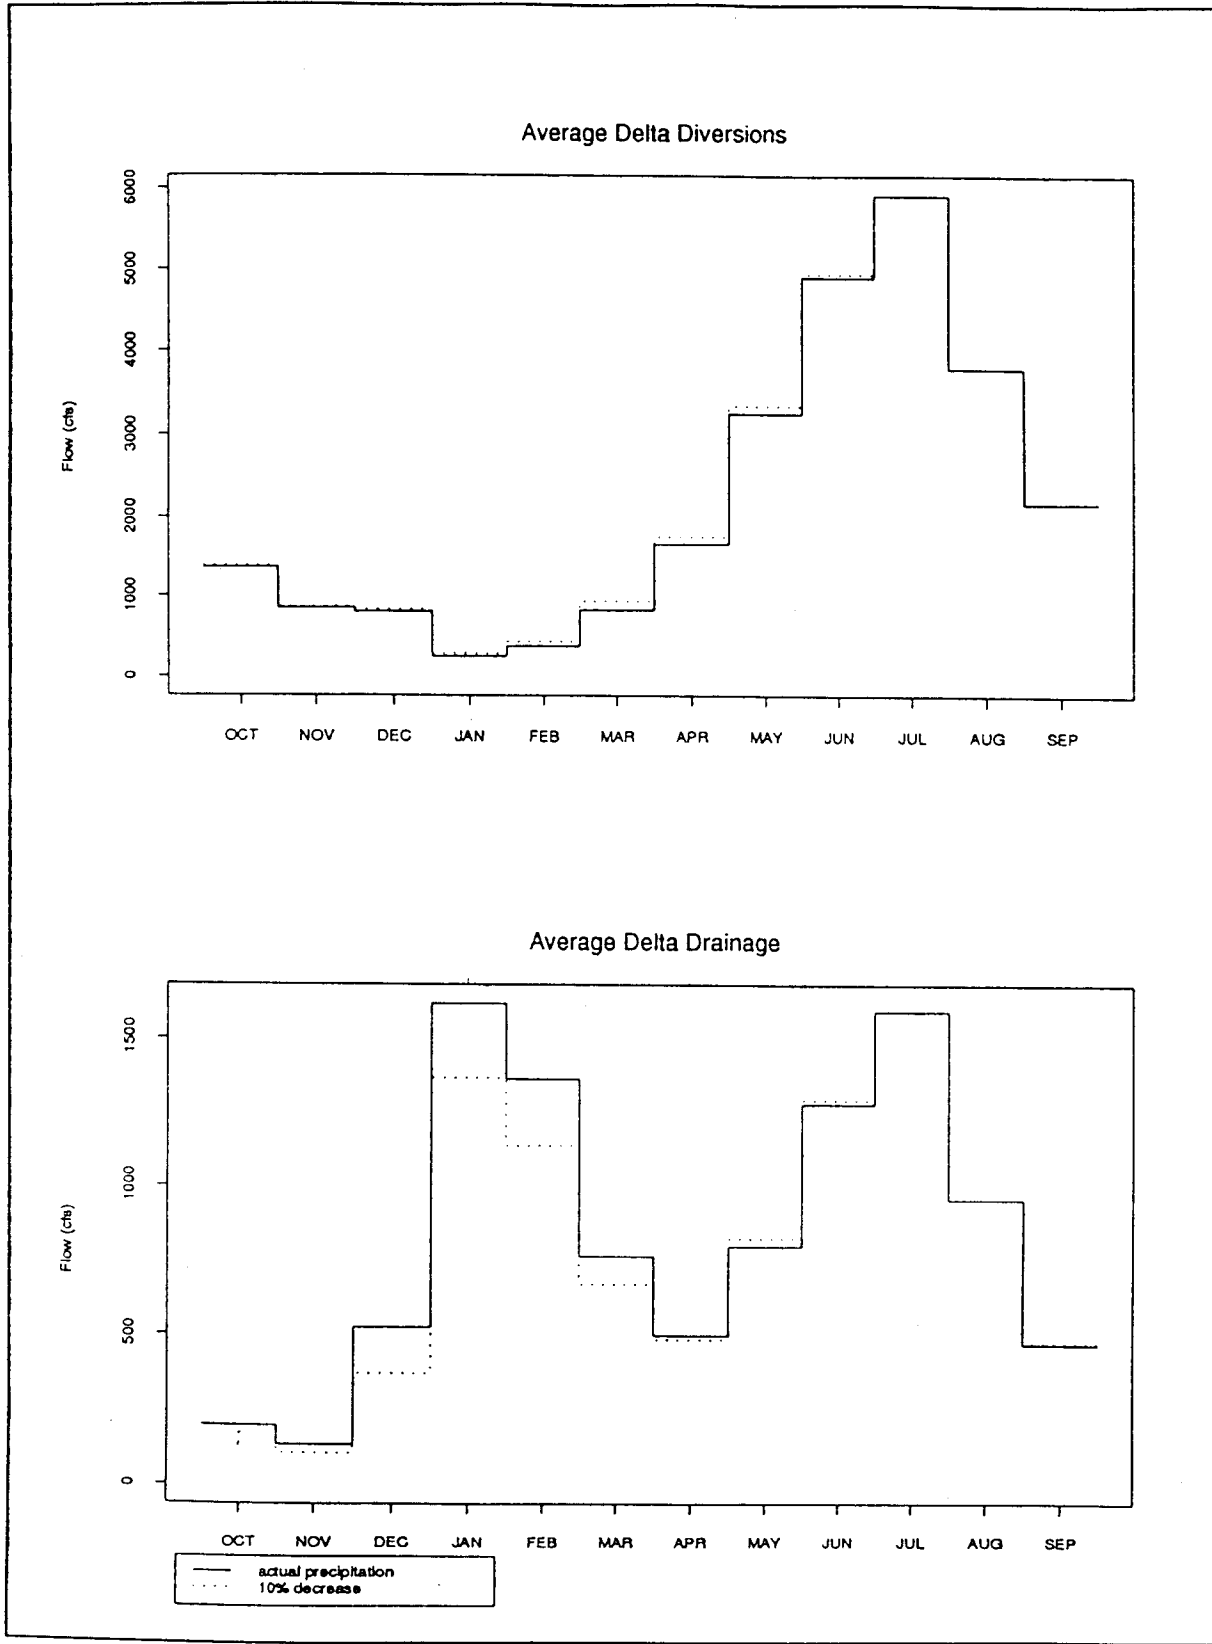 Average Delta Diversions
6000
5000
4000
3000
2000
1000
0
Flow (cfs)
OCT NOV DEC JAN FEB MAR APR MAY JUN JUL AUG SEP
Average Delta Drainage
1500
1000
500
0
Flow (cfs)
OCT NOV DEC JAN FEB MAR APR MAY JUN JUL AUG SEP
actual precipitation
10% decrease